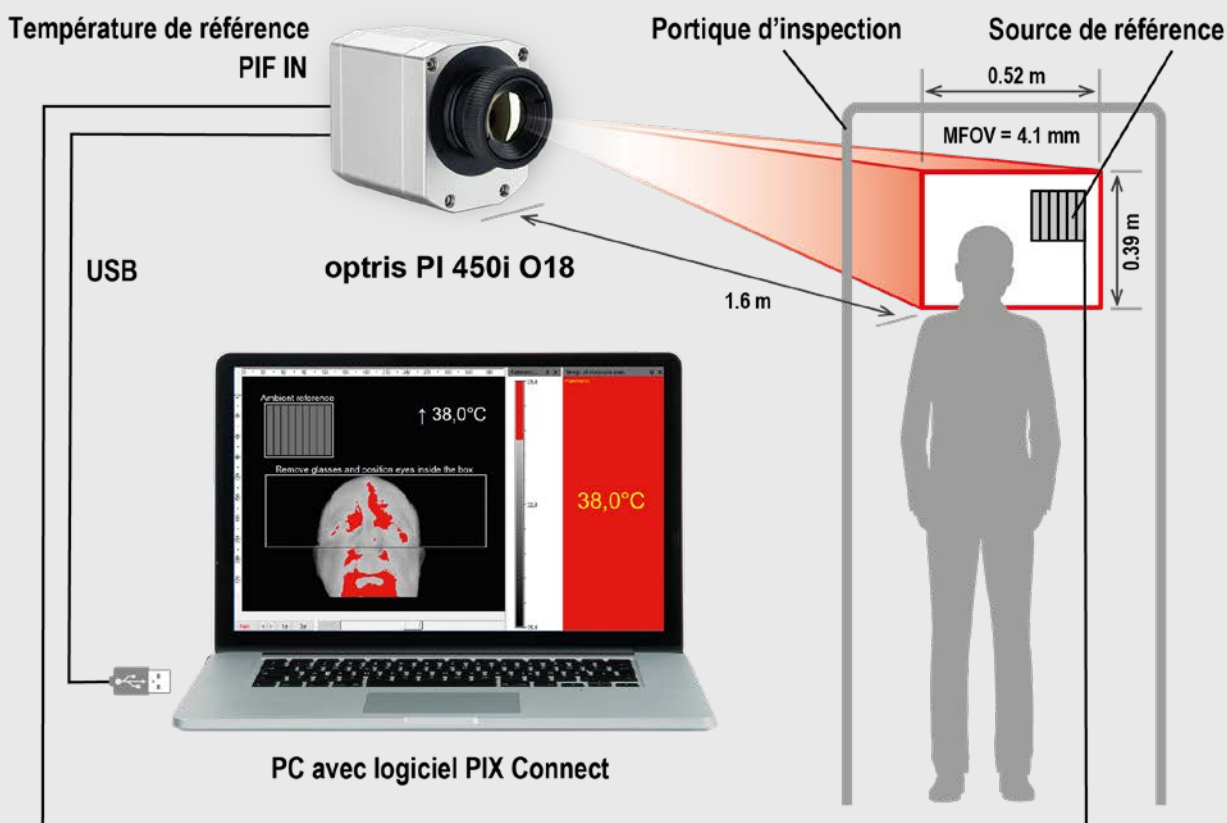 Température de référence
PIF IN
Portique d'inspection
Source de référence
0.52 m
MFOV = 4.1 mm
0.39 m
USB
optris PI 450i O18
1.6 m
Ambient reference
↑ 38,0°C
Remove glasses and position eyes inside the box
38,0°C
PC avec logiciel PIX Connect